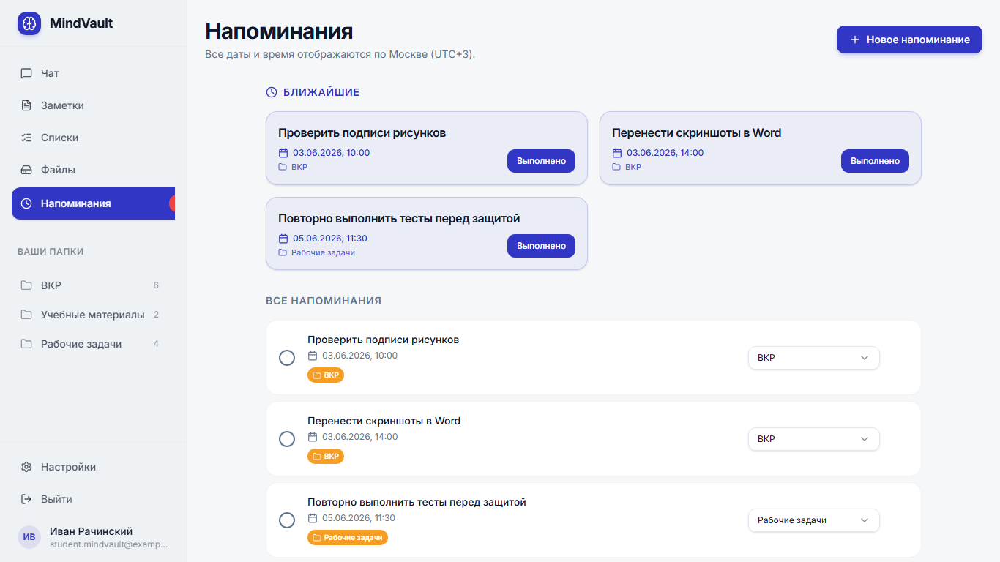 MindVault
Чат
Заметки
Списки
Файлы
Напоминания
ВАШИ ПАПКИ
ВКР 6
Учебные материалы 2
Рабочие задачи 4
Настройки
Выйти
ИВ
Иван Рачинский
student.mindvault@examp...
Напоминания
Все даты и время отображаются по Москве (UTC+3).
+ Новое напоминание
БЛИЖАЙШИЕ
Проверить подписи рисунков
03.06.2026, 10:00
ВКР
Выполнено
Перенести скриншоты в Word
03.06.2026, 14:00
ВКР
Выполнено
Повторно выполнить тесты перед защитой
05.06.2026, 11:30
Рабочие задачи
Выполнено
ВСЕ НАПОМИНАНИЯ
Проверить подписи рисунков
03.06.2026, 10:00
ВКР
ВКР
Перенести скриншоты в Word
03.06.2026, 14:00
ВКР
ВКР
Повторно выполнить тесты перед защитой
05.06.2026, 11:30
Рабочие задачи
Рабочие задачи